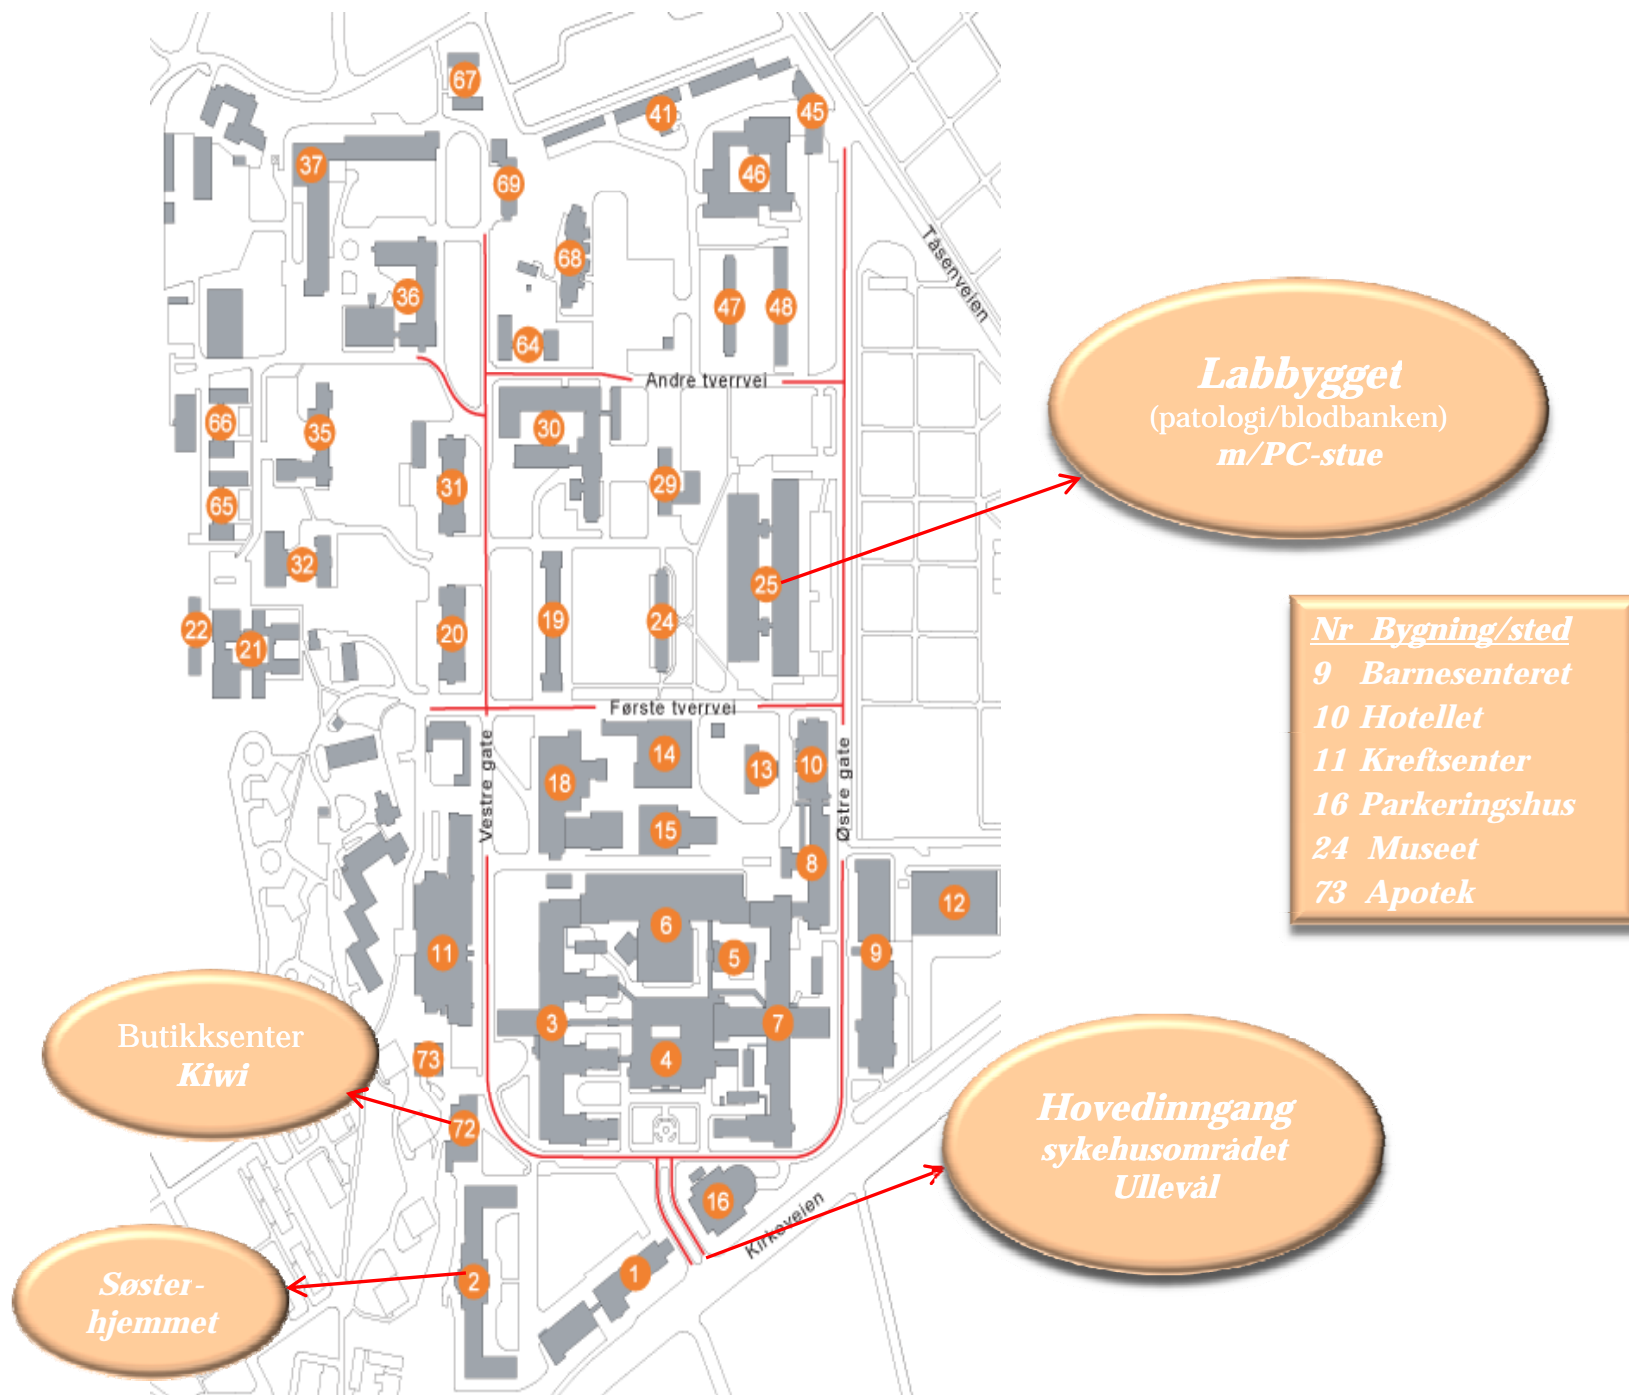 67
41
45
37
46
69
68
Tåsenveien
36
47
48
64
Andre tverrvei
Labbygget
(patologi/blodbanken)
m/PC-stue
66
35
30
31
29
65
32
25
22
21
20
19
24
Nr Bygning/sted
9 Barnesenteret
10 Hotellet
11 Kreftsenter
16 Parkeringshus
24 Museet
73 Apotek
Første tverrvei
Vestre gate
Østre gate
14
18
13
10
15
8
12
6
11
5
9
3
7
4
73
Butikksenter
Kiwi
72
Hovedinngang
sykehusområdet
Ullevål
16
Kirkeveien
Søster-
hjemmet
2
1